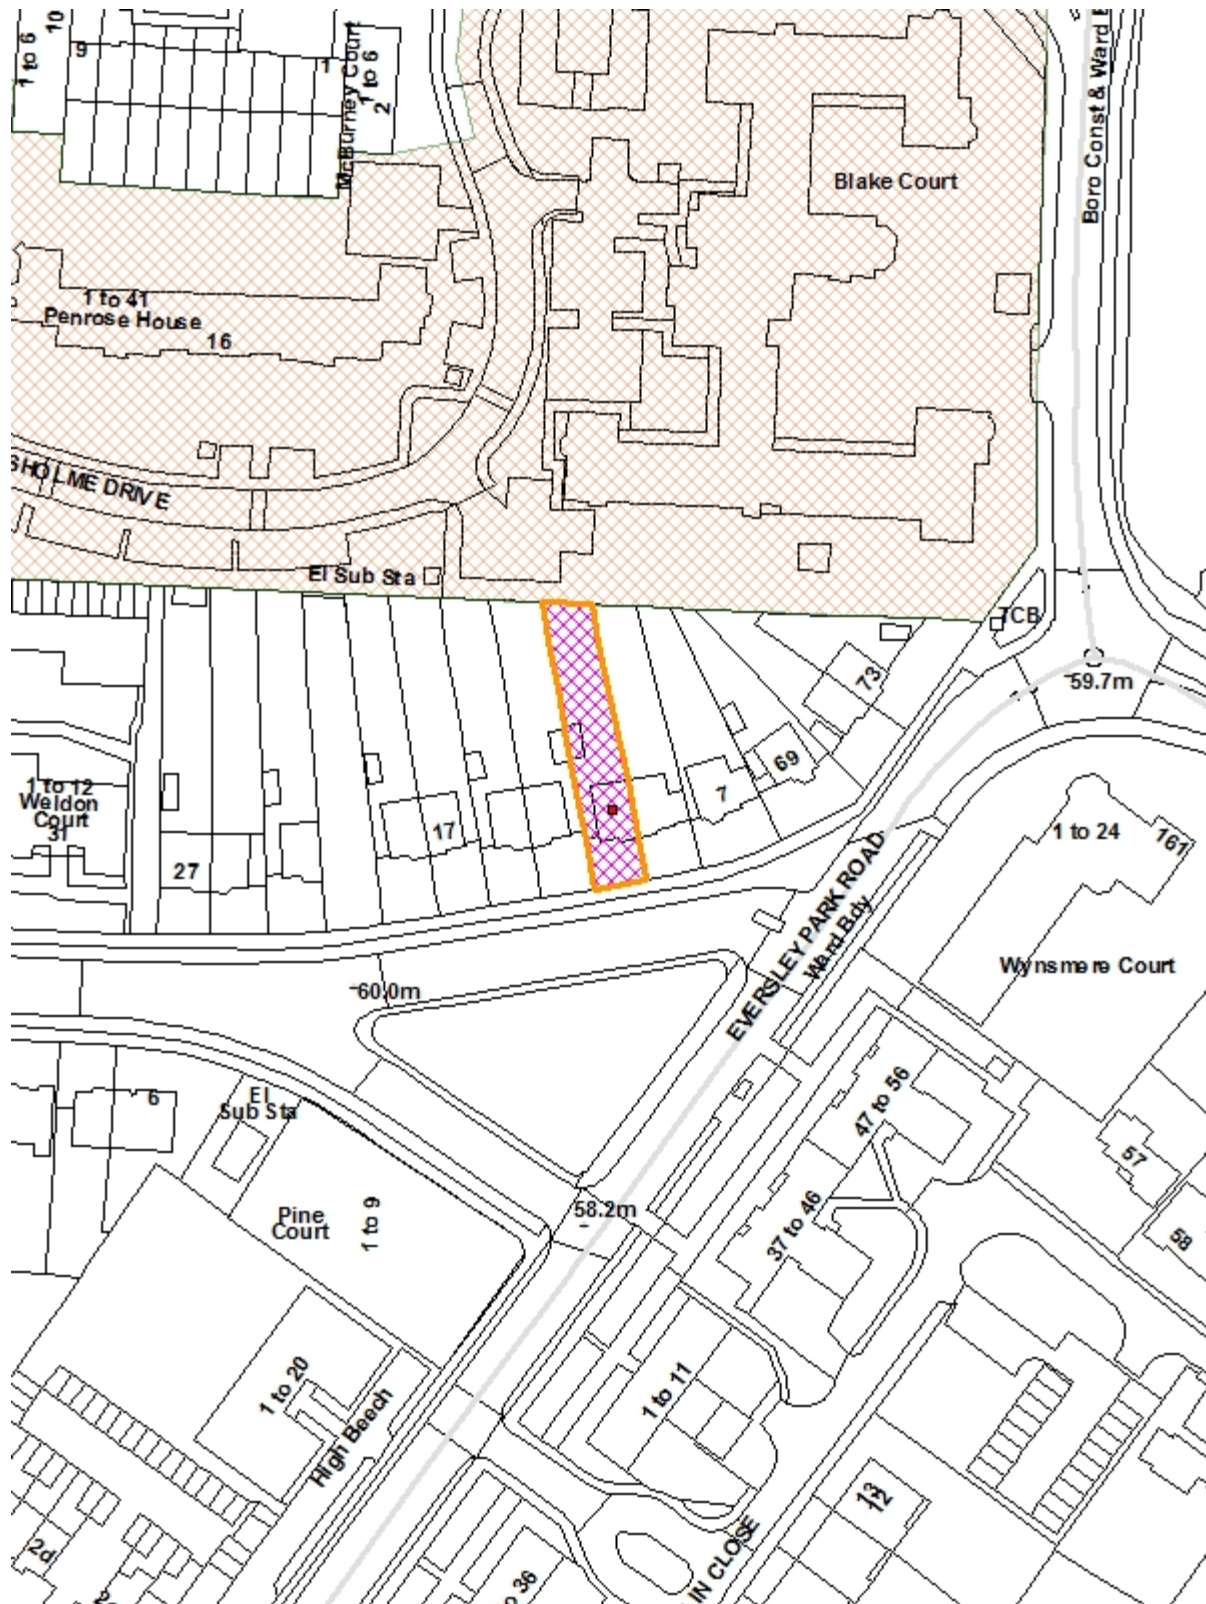 1 to 6
10
9
1
McBurney Court
1 to 6
2
Boro Const & Ward B
Blake Court
1 to 41
Penrose House
16
SHOLME DRIVE
El Sub Sta
TCB
59.7m
73
69
7
17
27
1 to 12
Weldon
Court
31
1 to 24
161
EVERSLEY PARK ROAD
Ward Bdy
Wynsmere Court
60.0m
6
El
Sub Sta
47 to 56
57
58
37 to 46
58.2m
Pine
Court
1 to 9
1 to 20
High Beech
1 to 11
13
12
2d
o 36
IN CLOSE